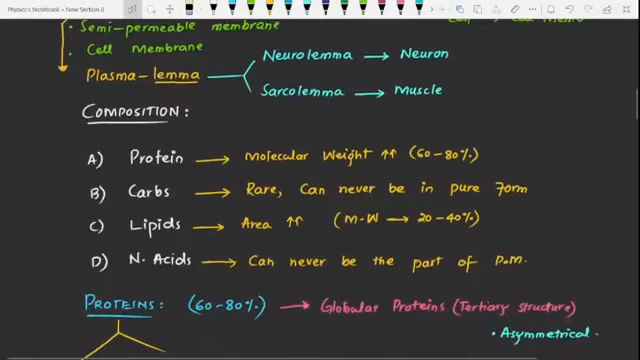 Physics's Notebook » New Section 8
• Semi-permeable membrane
• Cell Membrane
Neurolemma → Neuron
Plasma-lemma
Sarcolemma → Muscle
COMPOSITION:
A) Protein → Molecular Weight ↑↑ (60-80%)
B) Carbs → Rare, Can never be in pure form
C) Lipids → Area ↑↑ (M.W → 20-40%)
D) N. Acids → Can never be the part of P.M.
PROTEINS: (60-80%) → Globular Proteins (Tertiary structure)
• Asymmetrical.